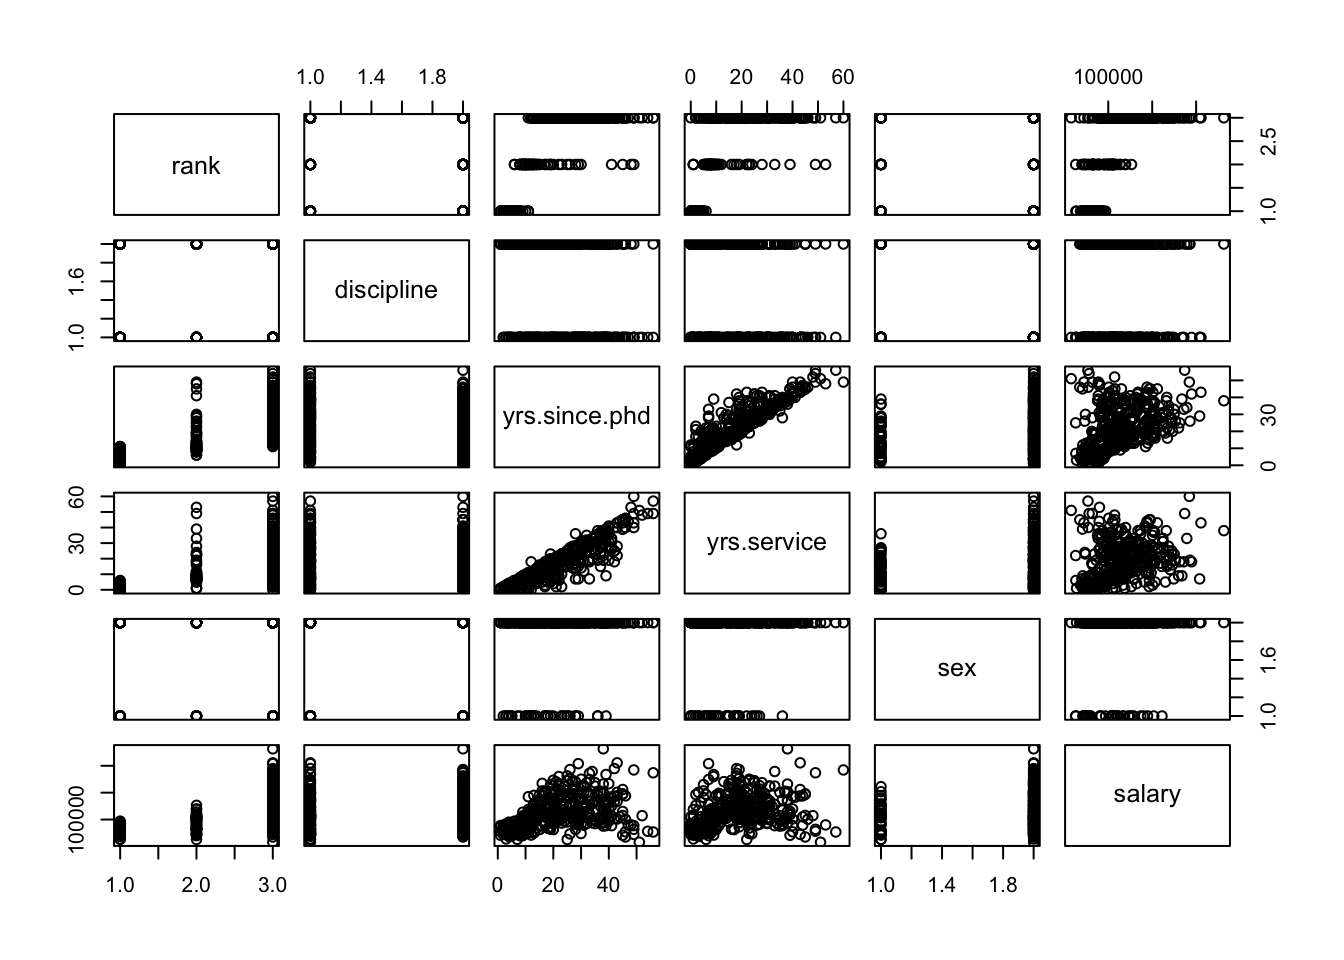 1.0 1.4 1.8 0 20 40 60 100000
rank 1.0 2.5
1.0 1.6 discipline
yrs.since.phd 0 30
0 30 60 yrs.service
sex 1.0 1.6
100000 salary
1.0 2.0 3.0 0 20 40 1.0 1.4 1.8